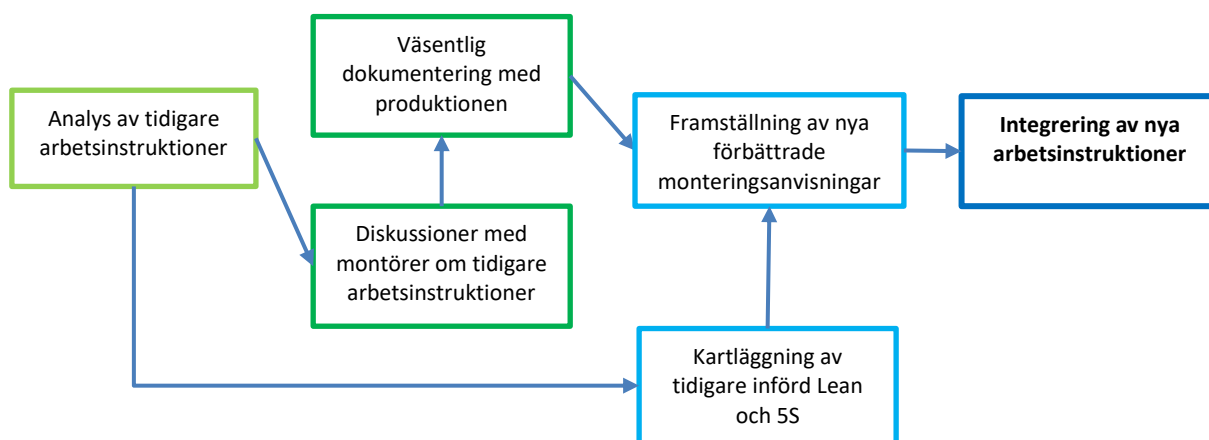 Väsentlig
dokumentering med
produktionen
Analys av tidigare
arbetsinstruktioner
Diskussioner med
montörer om tidigare
arbetsinstruktioner
Framställning av nya
förbättrade
monteringsanvisningar
Integrering av nya
arbetsinstruktioner
Kartläggning av
tidigare införd Lean
och 5S